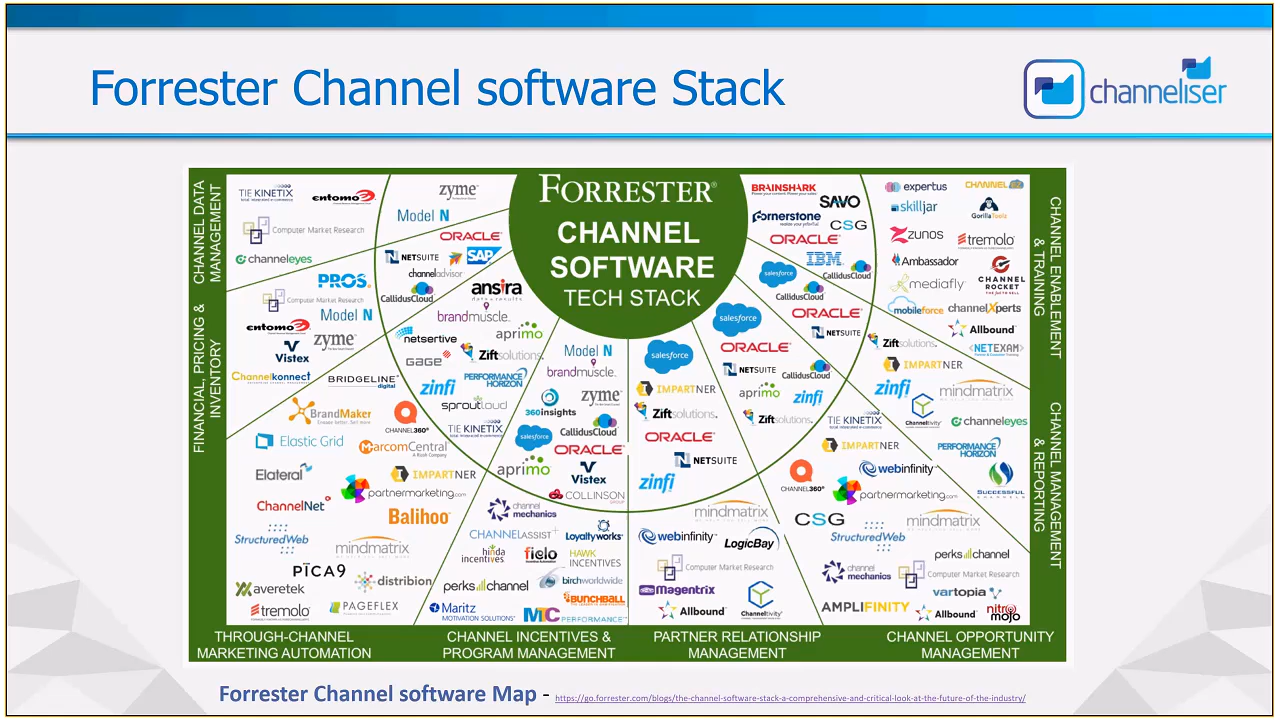 Forrester Channel software Stack
channeliser
FORRESTER®
CHANNEL
SOFTWARE
TECH STACK
CHANNEL DATA
MANAGEMENT
TIE KINETIX
entomo
Computer Market Research
channeleyes
zyme
Model N
ORACLE
NETSUITE
SAP
channeladvisor
CallidusCloud
FINANCIAL, PRICING &
INVENTORY
PROS
Computer Market Research
Model N
entomo
zyme
Vistex
Channelkonnect
BRIDGELINE
digital
ansira
brandmuscle
aprimo
netsertive
Ziftsolutions
GAGE
zinfi
PERFORMANCE
HORIZON
sproutloud
TIE KINETIX
BrandMaker
CHANNEL360°
Elastic Grid
MarcomCentral
Elateral
IMPARTNER
ChannelNet
partnermarketing.com
Balihoo
StructuredWeb
mindmatrix
PICA9
averetek
distribion
tremolo
PAGEFLEX
THROUGH-CHANNEL
MARKETING AUTOMATION
Model N
brandmuscle
360insights
zyme
salesforce
CallidusCloud
ORACLE
aprimo
Vistex
COLLINSON
GROUP
channel
mechanics
CHANNELASSIST
Loyaltyworks
hinda
incentives
fielo
HAWK
INCENTIVES
perks channel
birchworldwide
BUNCHBALL
Maritz
MOTIVATION SOLUTIONS
MTC
PERFORMANCE
CHANNEL INCENTIVES &
PROGRAM MANAGEMENT
salesforce
IMPARTNER
Ziftsolutions
ORACLE
NETSUITE
zinfi
mindmatrix
webinfinity
LogicBay
Computer Market Research
Magentrix
Allbound
Channeltivity
PARTNER RELATIONSHIP
MANAGEMENT
salesforce
ORACLE
NETSUITE
CallidusCloud
aprimo
zinfi
Ziftsolutions
TIE KINETIX
IMPARTNER
CHANNEL360°
webinfinity
partnermarketing.com
CSG
mindmatrix
StructuredWeb
perks channel
channel
mechanics
Computer Market Research
vartopia
AMPLIFINITY
Allbound
nitro
mojo
CHANNEL OPPORTUNITY
MANAGEMENT
BRAINSHARK
SAVO
cornerstone
CSG
ORACLE
IBM
salesforce
CallidusCloud
CallidusCloud
expertus
CHANNEL
skilljar
GorillaToolz
zunos
tremolo
Ambassador
mediafly
CHANNEL
ROCKET
mobileforce
channelXperts
Allbound
NETEXAM
CHANNEL ENABLEMENT
& TRAINING
ORACLE
NETSUITE
Ziftsolutions
IMPARTNER
zinfi
mindmatrix
Channeltivity
channeleyes
PERFORMANCE
HORIZON
SUCCESSFUL
CHANNELS
CHANNEL MANAGEMENT
& REPORTING
Forrester Channel software Map - https://go.forrester.com/blogs/the-channel-software-stack-a-comprehensive-and-critical-look-at-the-future-of-the-industry/